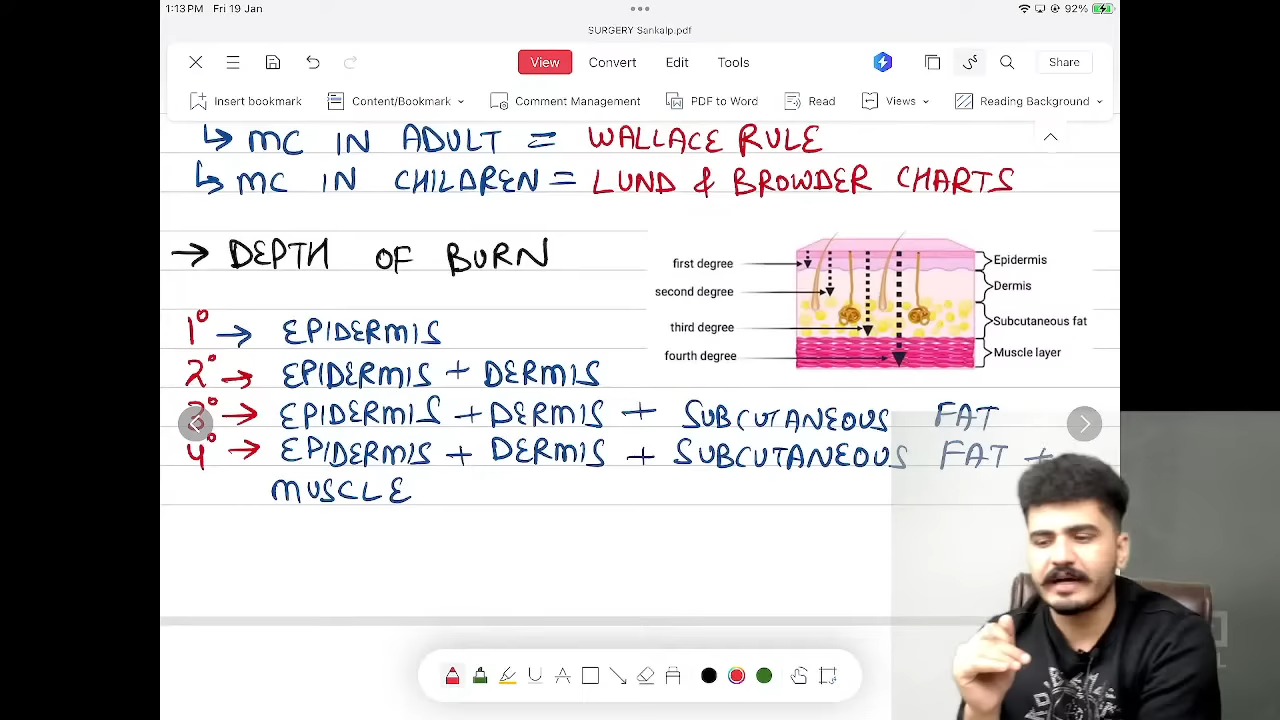 1:13 PM Fri 19 Jan
92%
SURGERY Sankalp.pdf
View Convert Edit Tools
Share
Insert bookmark Content/Bookmark Comment Management PDF to Word Read Views Reading Background
↳ MC IN ADULT = WALLACE RULE
↳ MC IN CHILDREN = LUND & BROWDER CHARTS
→ DEPTH OF BURN
1° → EPIDERMIS
2° → EPIDERMIS + DERMIS
3° → EPIDERMIS + DERMIS + SUBCUTANEOUS FAT
4° → EPIDERMIS + DERMIS + SUBCUTANEOUS FAT +
MUSCLE
first degree
second degree
third degree
fourth degree
Epidermis
Dermis
Subcutaneous fat
Muscle layer